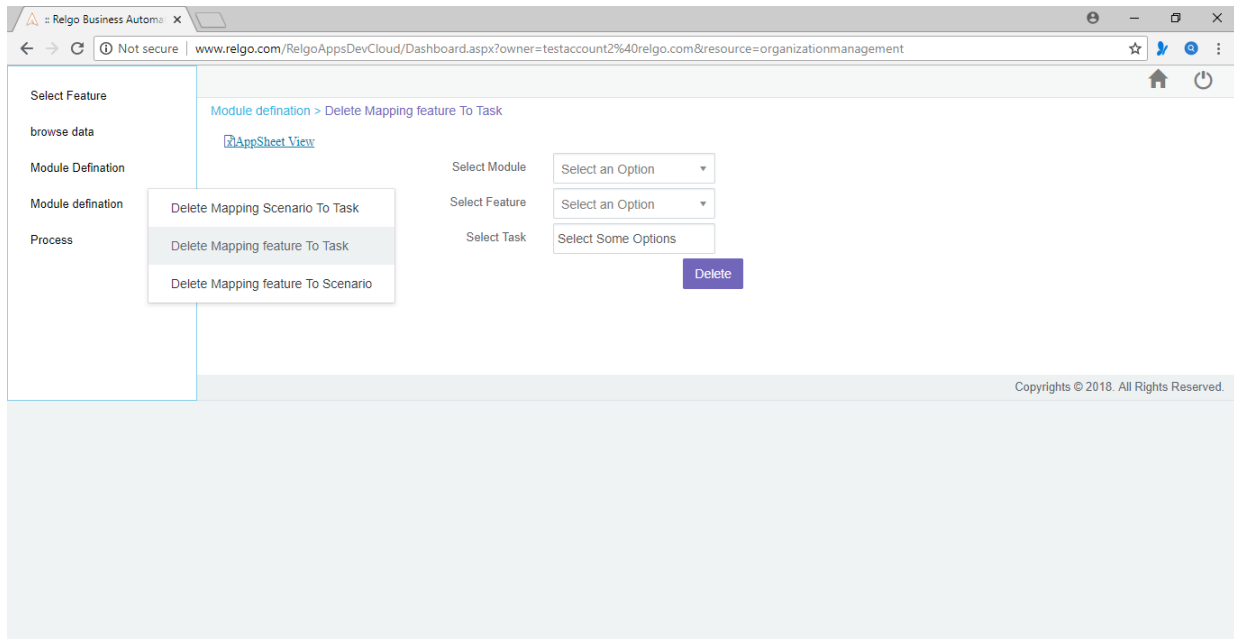 :: Relgo Business Automa
Not secure | www.relgo.com/RelgoAppsDevCloud/Dashboard.aspx?owner=testaccount2%40relgo.com&resource=organizationmanagement
Select Feature
browse data
Module Defination
Module defination
Process
Delete Mapping Scenario To Task
Delete Mapping feature To Task
Delete Mapping feature To Scenario
Module defination > Delete Mapping feature To Task
AppSheet View
Select Module Select an Option
Select Feature Select an Option
Select Task Select Some Options
Delete
Copyrights © 2018. All Rights Reserved.